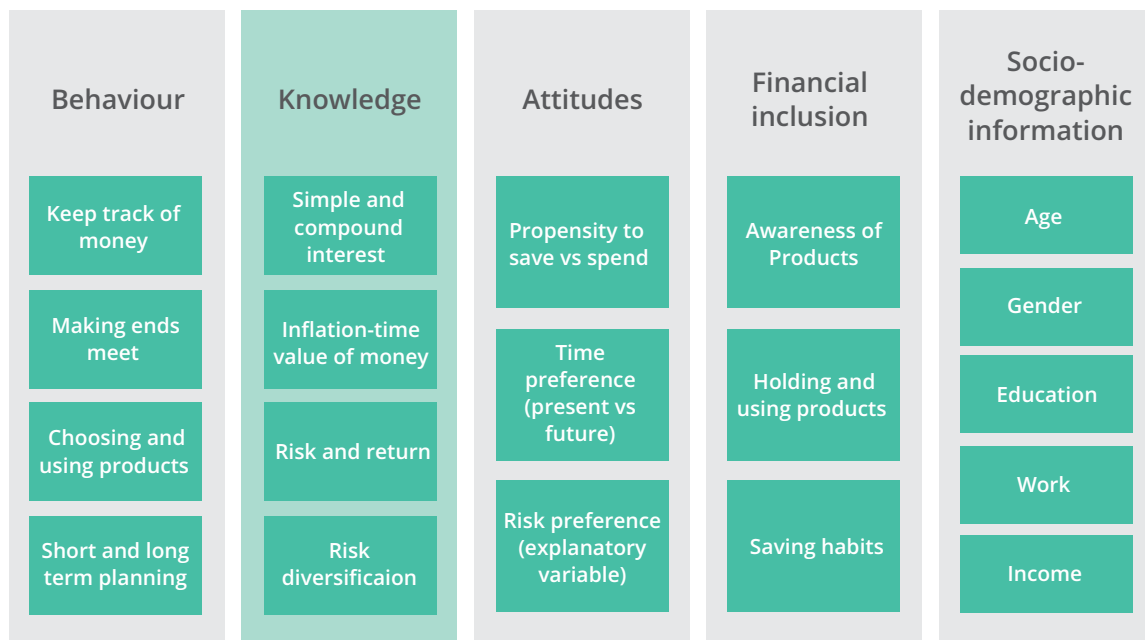 Behaviour
Keep track of
money
Making ends
meet
Choosing and
using products
Short and long
term planning
Knowledge
Simple and
compound
interest
Inflation-time
value of money
Risk and return
Risk
diversificaion
Attitudes
Propensity to
save vs spend
Time
preference
(present vs
future)
Risk preference
(explanatory
variable)
Financial
inclusion
Awareness of
Products
Holding and
using products
Saving habits
Socio-
demographic
information
Age
Gender
Education
Work
Income